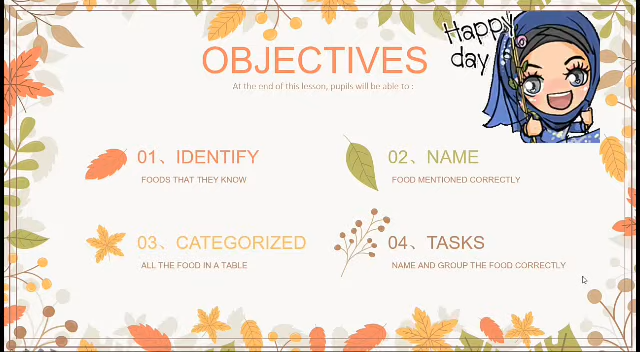 Happy
day
OBJECTIVES
At the end of this lesson, pupils will be able to :
01、IDENTIFY
FOODS THAT THEY KNOW
02、NAME
FOOD MENTIONED CORRECTLY
03、CATEGORIZED
ALL THE FOOD IN A TABLE
04、TASKS
NAME AND GROUP THE FOOD CORRECTLY